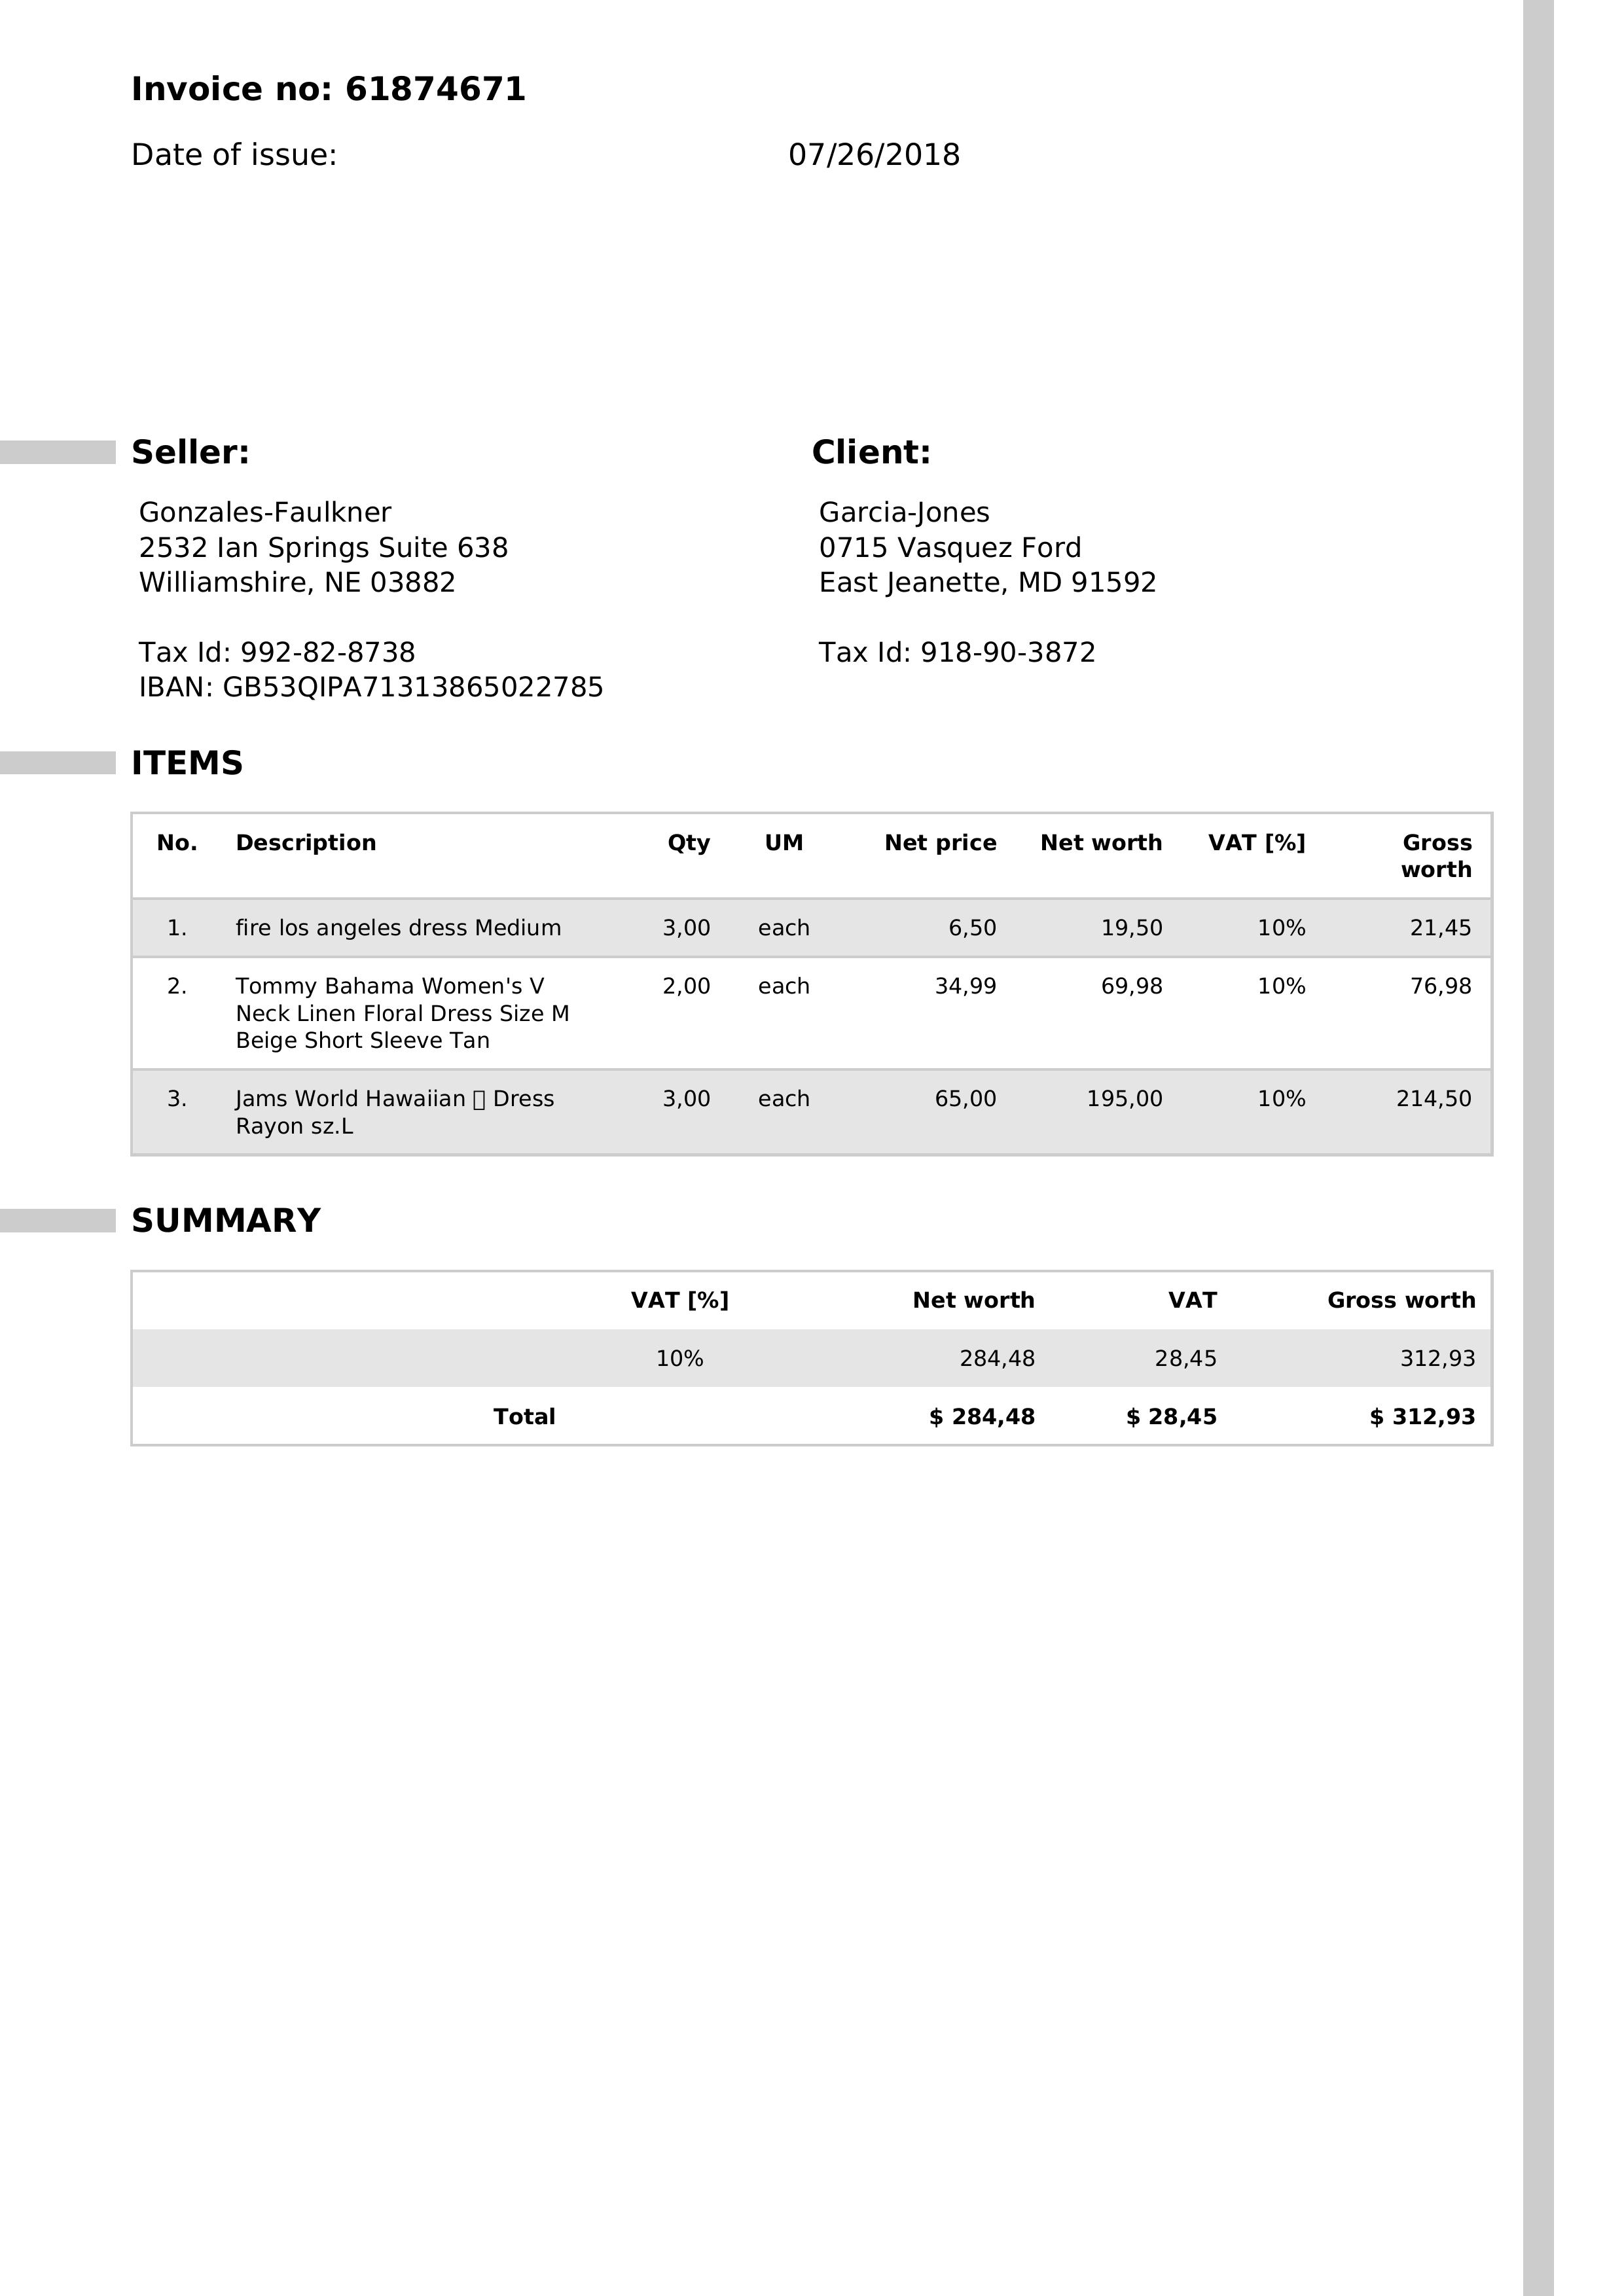 Invoice no: 61874671
Date of issue: 07/26/2018
Seller:
Gonzales-Faulkner
2532 Ian Springs Suite 638
Williamshire, NE 03882
Tax Id: 992-82-8738
IBAN: GB53QIPA71313865022785
Client:
Garcia-Jones
0715 Vasquez Ford
East Jeanette, MD 91592
Tax Id: 918-90-3872
ITEMS
No. Description Qty UM Net price Net worth VAT [%] Gross
worth
1. fire los angeles dress Medium 3,00 each 6,50 19,50 10% 21,45
2. Tommy Bahama Women's V 2,00 each 34,99 69,98 10% 76,98
Neck Linen Floral Dress Size M
Beige Short Sleeve Tan
3. Jams World Hawaiian Dress 3,00 each 65,00 195,00 10% 214,50
Rayon sz.L
SUMMARY
VAT [%] Net worth VAT Gross worth
10% 284,48 28,45 312,93
Total $ 284,48 $ 28,45 $ 312,93